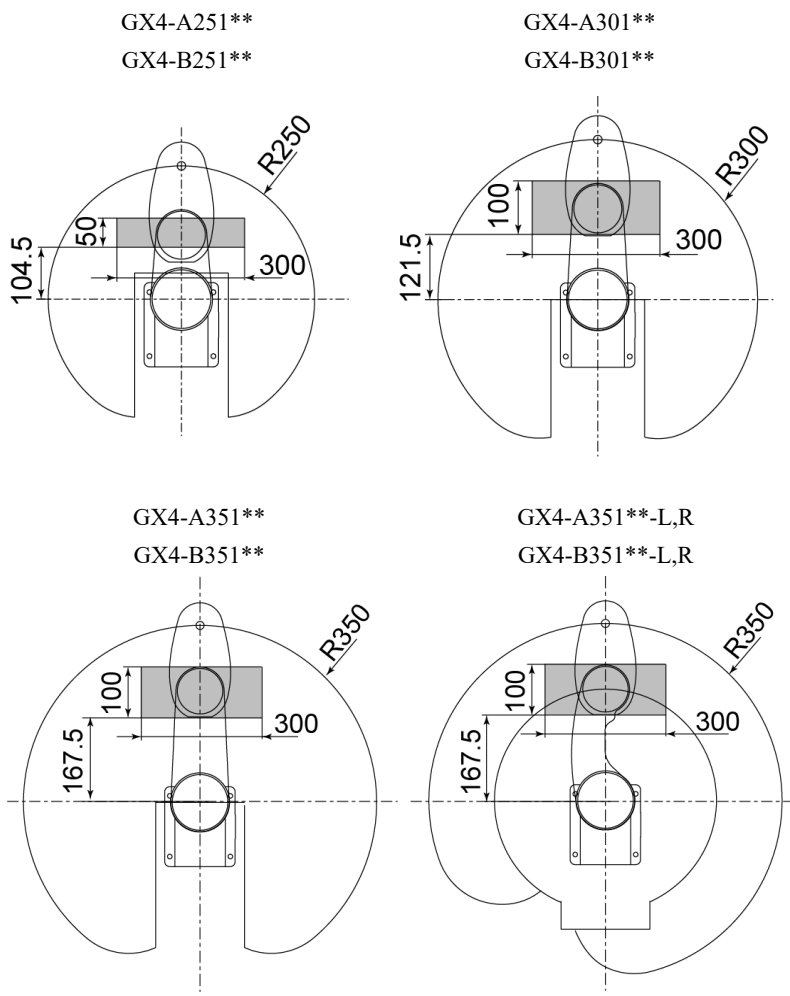 GX4-A251**
GX4-B251**
R250
50
104.5
300
GX4-A301**
GX4-B301**
R300
100
121.5
300
GX4-A351**
GX4-B351**
R350
100
167.5
300
GX4-A351**-L,R
GX4-B351**-L,R
R350
100
167.5
300